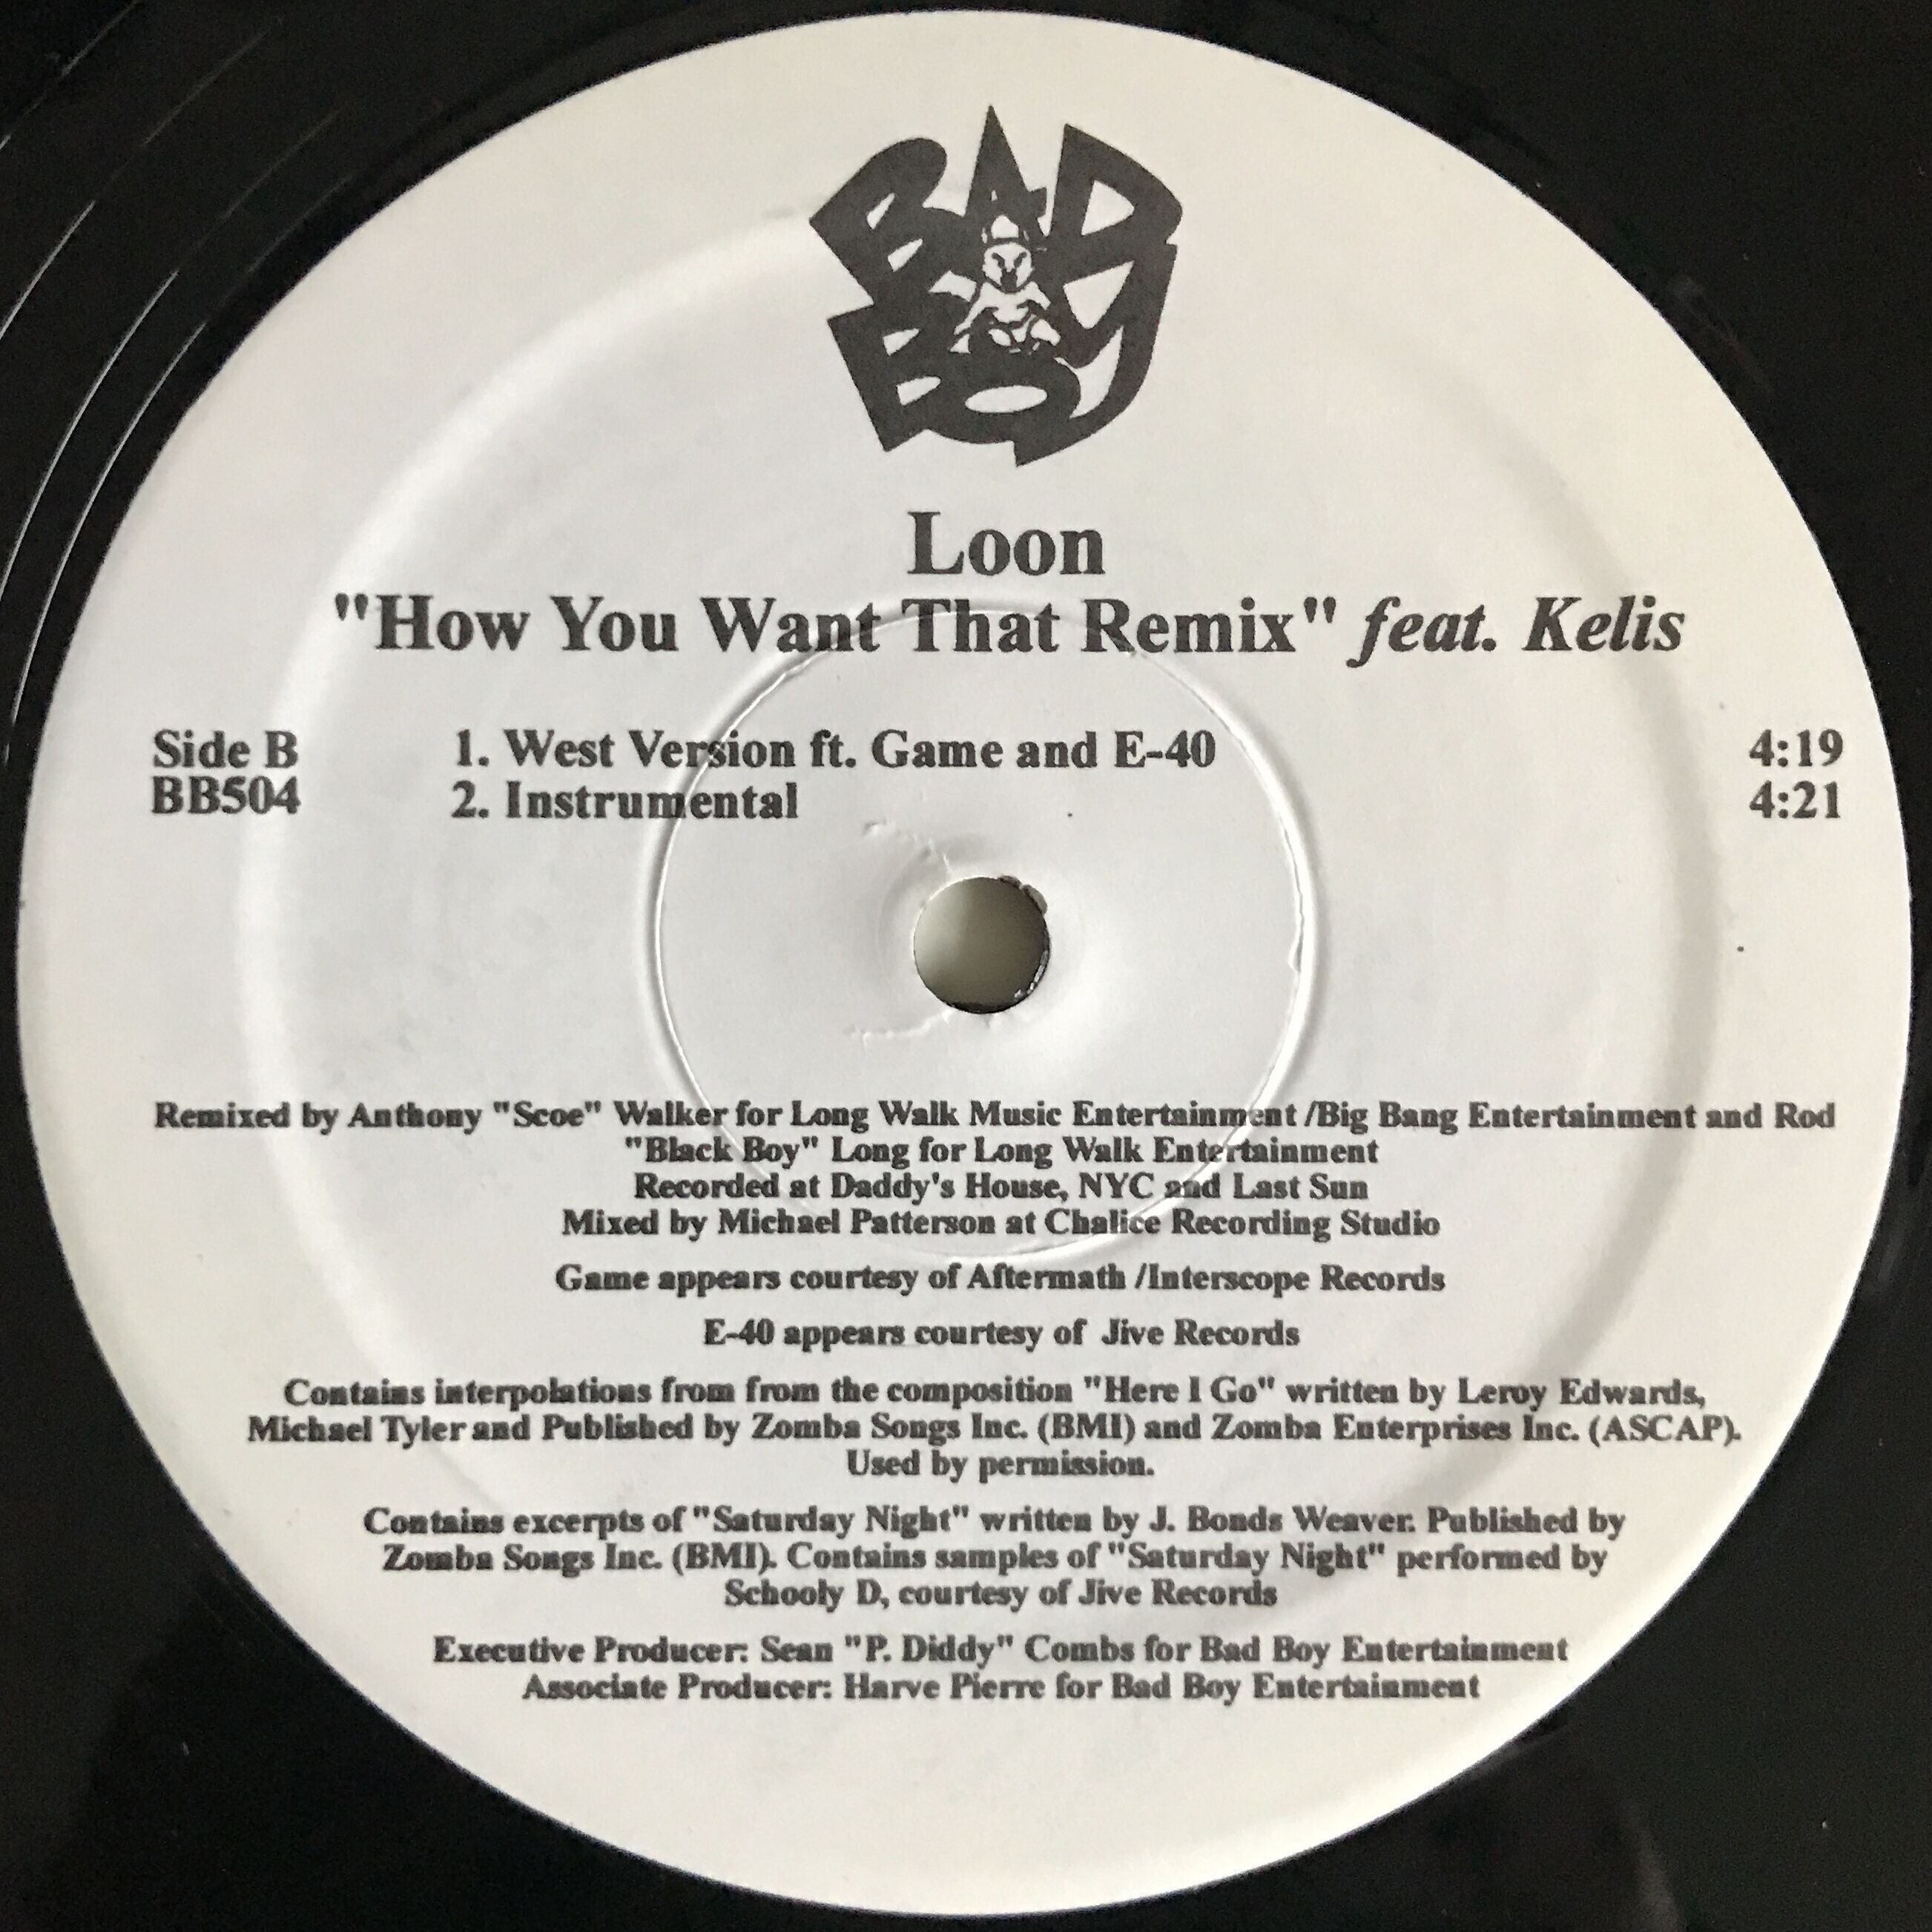 BAD
BOY
Loon
"How You Want That Remix" feat. Kelis
Side B 1. West Version ft. Game and E-40 4:19
BB504 2. Instrumental 4:21
Remixed by Anthony "Scoe" Walker for Long Walk Music Entertainment /Big Bang Entertainment and Rod
"Black Boy" Long for Long Walk Entertainment
Recorded at Daddy's House, NYC and Last Sun
Mixed by Michael Patterson at Chalice Recording Studio
Game appears courtesy of Aftermath /Interscope Records
E-40 appears courtesy of Jive Records
Contains interpolations from from the composition "Here I Go" written by Leroy Edwards,
Michael Tyler and Published by Zomba Songs Inc. (BMI) and Zomba Enterprises Inc. (ASCAP).
Used by permission.
Contains excerpts of "Saturday Night" written by J. Bonds Weaver. Published by
Zomba Songs Inc. (BMI). Contains samples of "Saturday Night" performed by
Schooly D, courtesy of Jive Records
Executive Producer: Sean "P. Diddy" Combs for Bad Boy Entertainment
Associate Producer: Harve Pierre for Bad Boy Entertainment